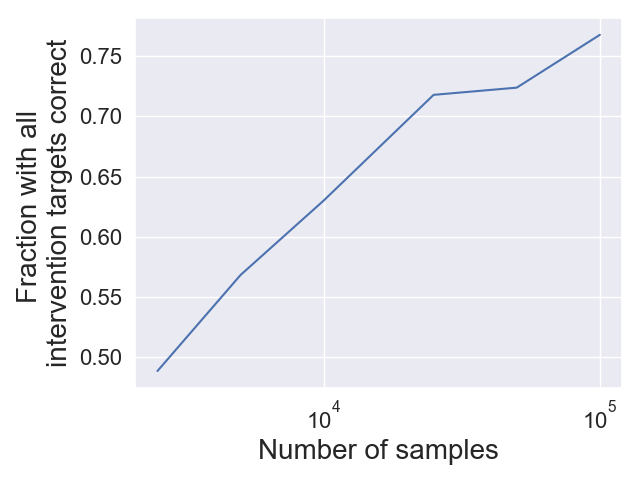 Fraction with all
intervention targets correct
0.75
0.70
0.65
0.60
0.55
0.50
10^4
10^5
Number of samples